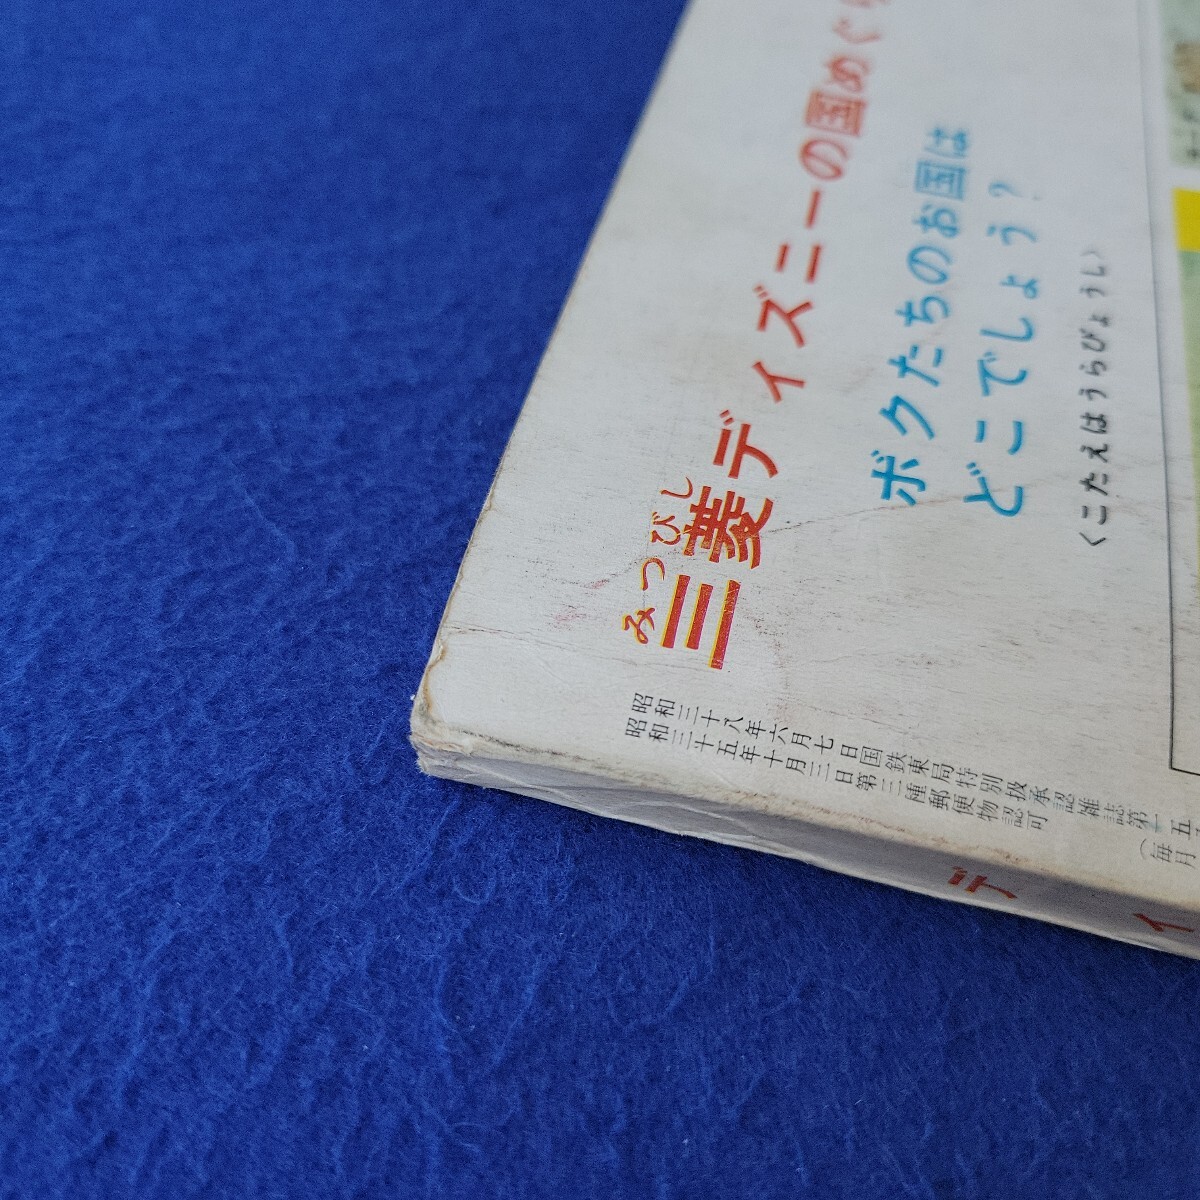 みつびし
三菱ディズニーの国めぐり
ボクたちのお国は
どこでしょう?
<こたえはうらびょうし>
昭和三十八年六月七日国鉄東局特別扱承認雑誌第一五
昭和三十五年十月三日第三種郵便物認可
(毎月
ディ